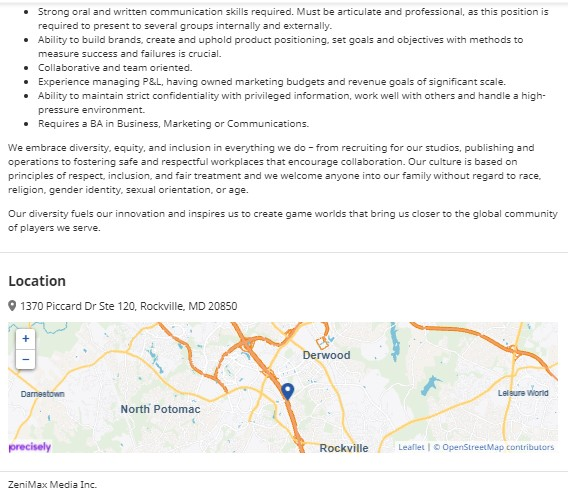 • Strong oral and written communication skills required. Must be articulate and professional, as this position is
required to present to several groups internally and externally.
• Ability to build brands, create and uphold product positioning, set goals and objectives with methods to
measure success and failures is crucial.
• Collaborative and team oriented.
• Experience managing P&L, having owned marketing budgets and revenue goals of significant scale.
• Ability to maintain strict confidentiality with privileged information, work well with others and handle a high-
pressure environment.
• Requires a BA in Business, Marketing or Communications.
We embrace diversity, equity, and inclusion in everything we do – from recruiting for our studios, publishing and
operations to fostering safe and respectful workplaces that encourage collaboration. Our culture is based on
principles of respect, inclusion, and fair treatment and we welcome anyone into our family without regard to race,
religion, gender identity, sexual orientation, or age.
Our diversity fuels our innovation and inspires us to create game worlds that bring us closer to the global community
of players we serve.
Location
1370 Piccard Dr Ste 120, Rockville, MD 20850
+
−
Derwood
Darnestown
Leisure World
North Potomac
precisely
Rockville
Leaflet | © OpenStreetMap contributors
ZeniMax Media Inc.